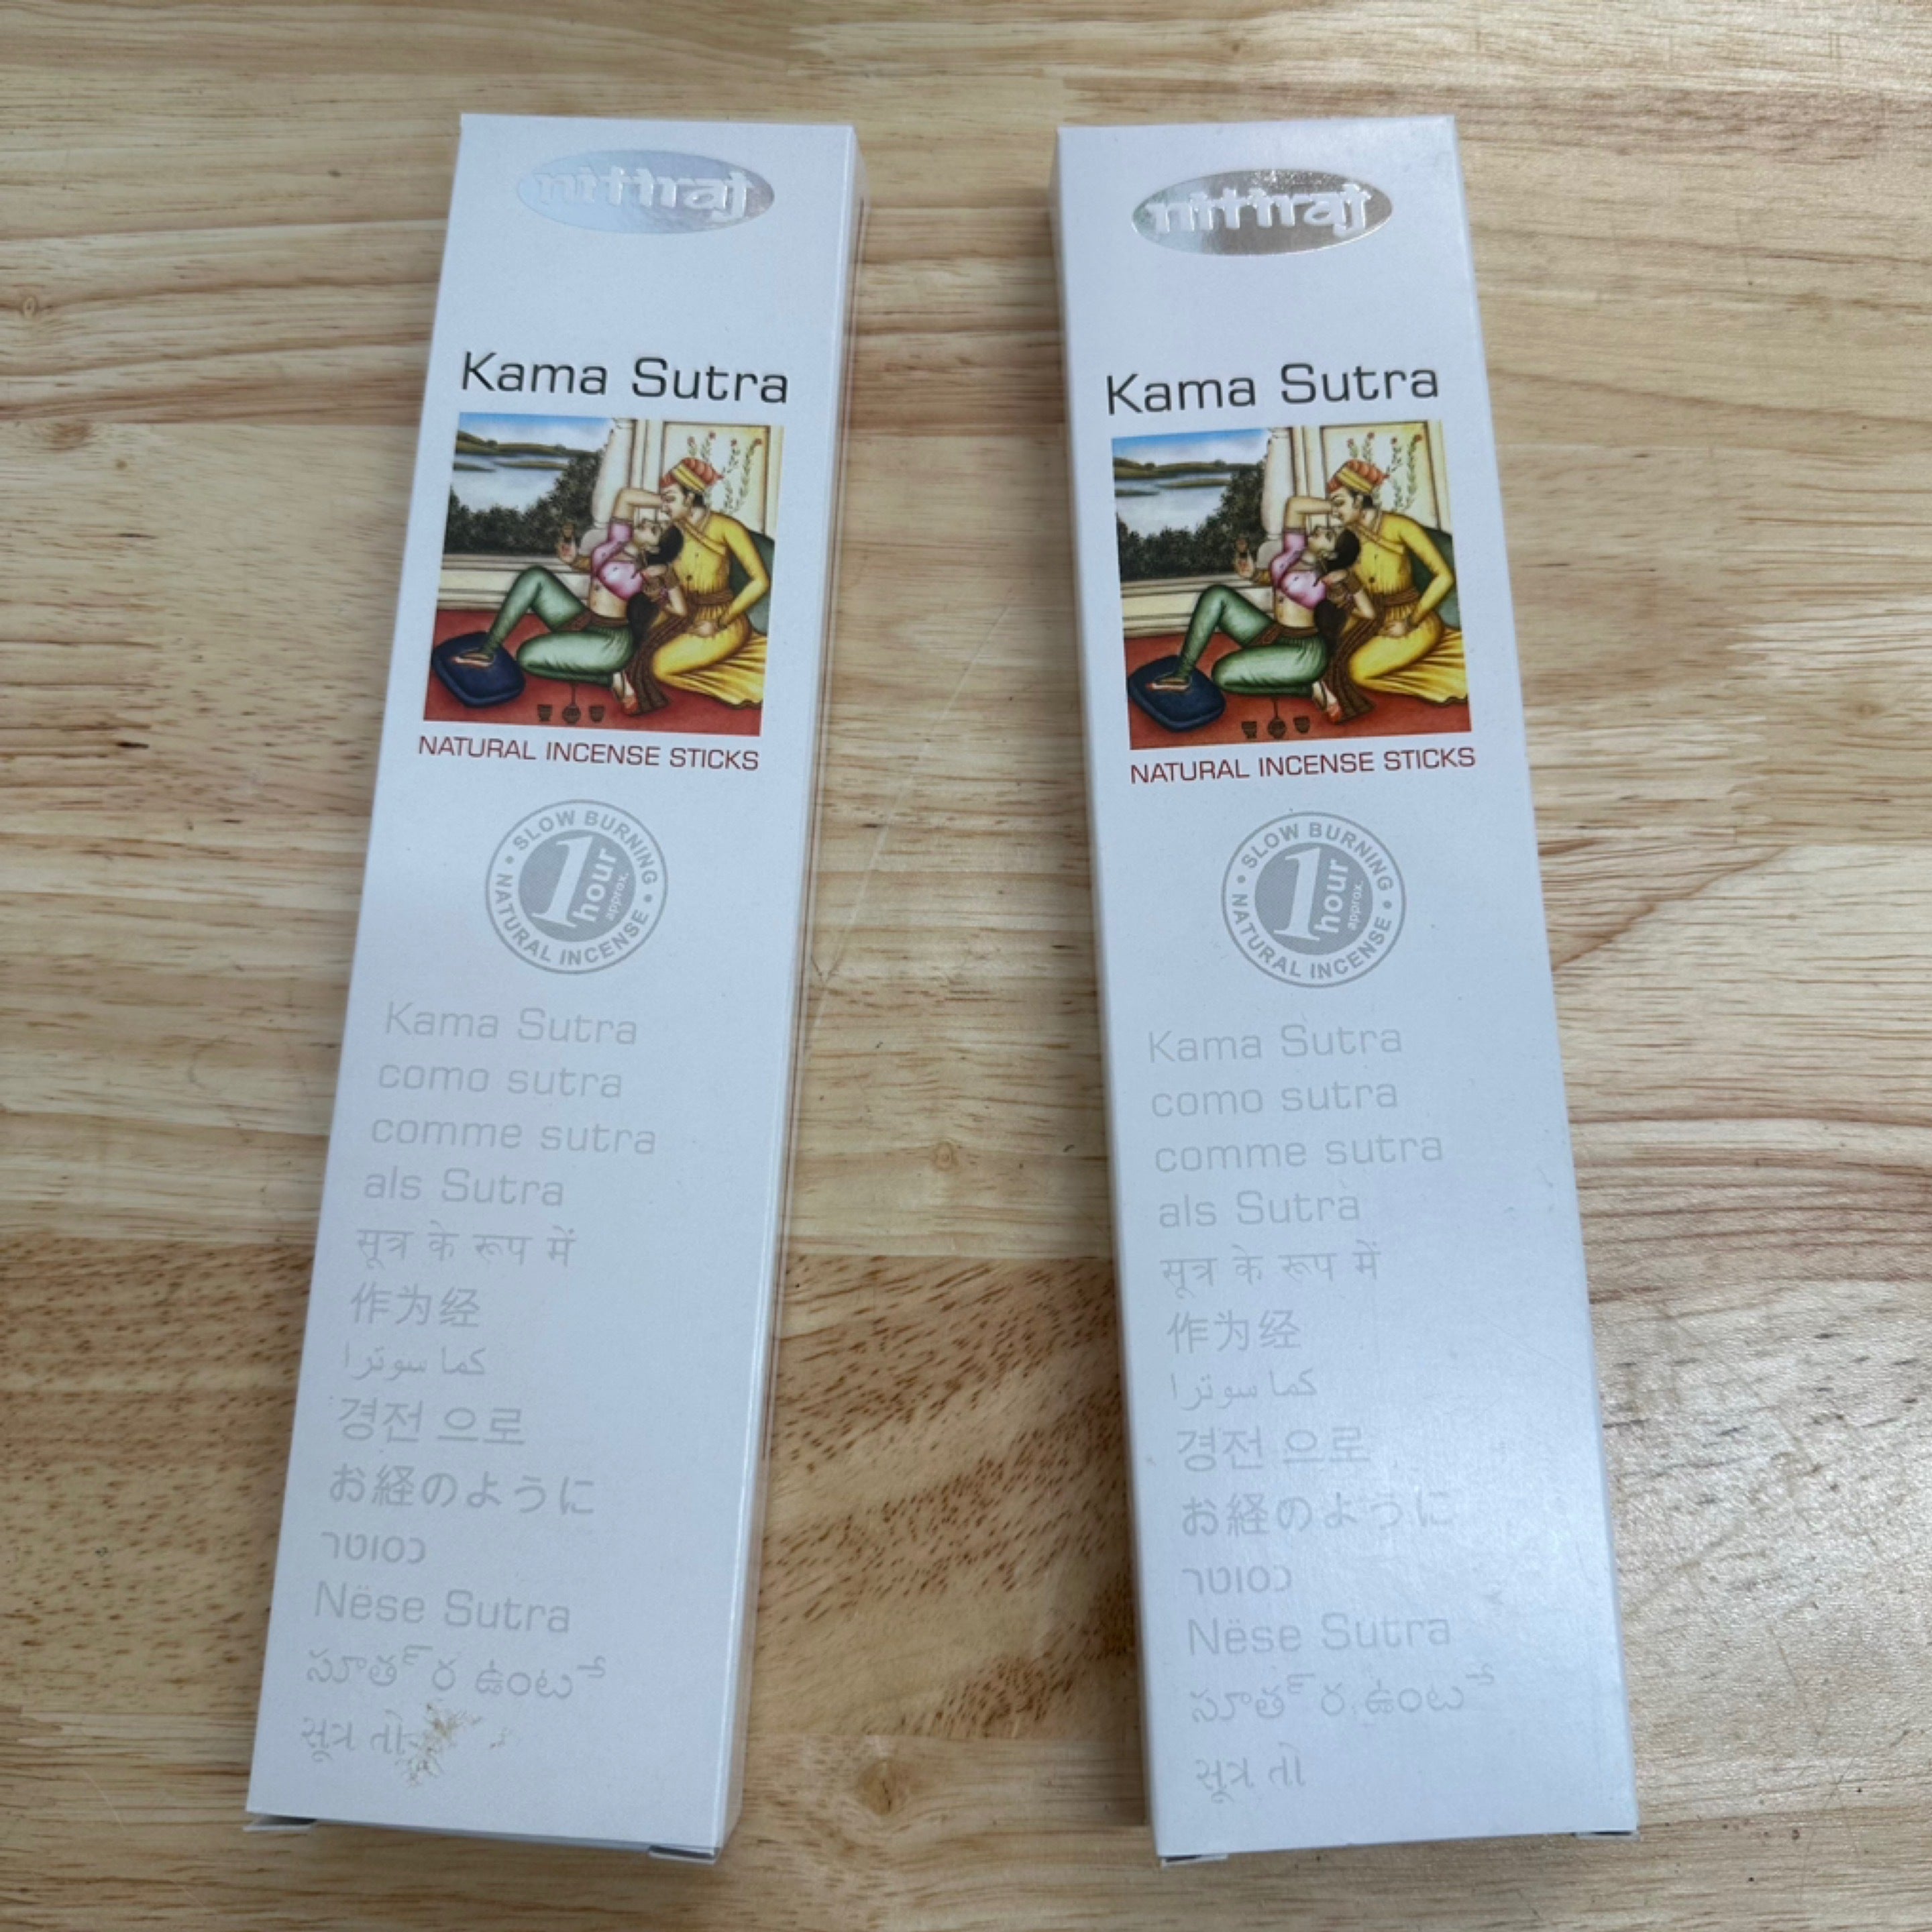 nitiraj
Kama Sutra
NATURAL INCENSE STICKS
SLOW BURNING
1 hour approx.
NATURAL INCENSE
Kama Sutra
como sutra
comme sutra
als Sutra
सूत्र के रूप में
作为经
كما سوترا
경전 으로
お経のように
כסוטר
Nëse Sutra
સૂત્ર તો
nitiraj
Kama Sutra
NATURAL INCENSE STICKS
SLOW BURNING
1 hour approx.
NATURAL INCENSE
Kama Sutra
como sutra
comme sutra
als Sutra
सूत्र के रूप में
作为经
كما سوترا
경전 으로
お経のように
כסוטר
Nëse Sutra
સૂત્ર તો